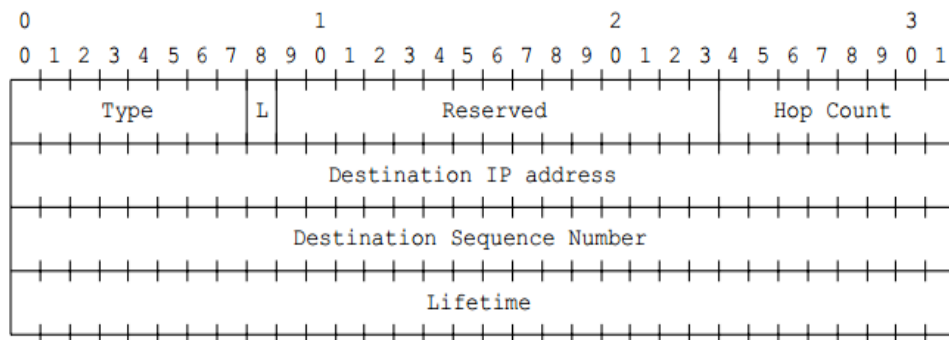 0 1 2 3
0 1 2 3 4 5 6 7 8 9 0 1 2 3 4 5 6 7 8 9 0 1 2 3 4 5 6 7 8 9 0 1
Type L Reserved Hop Count
Destination IP address
Destination Sequence Number
Lifetime